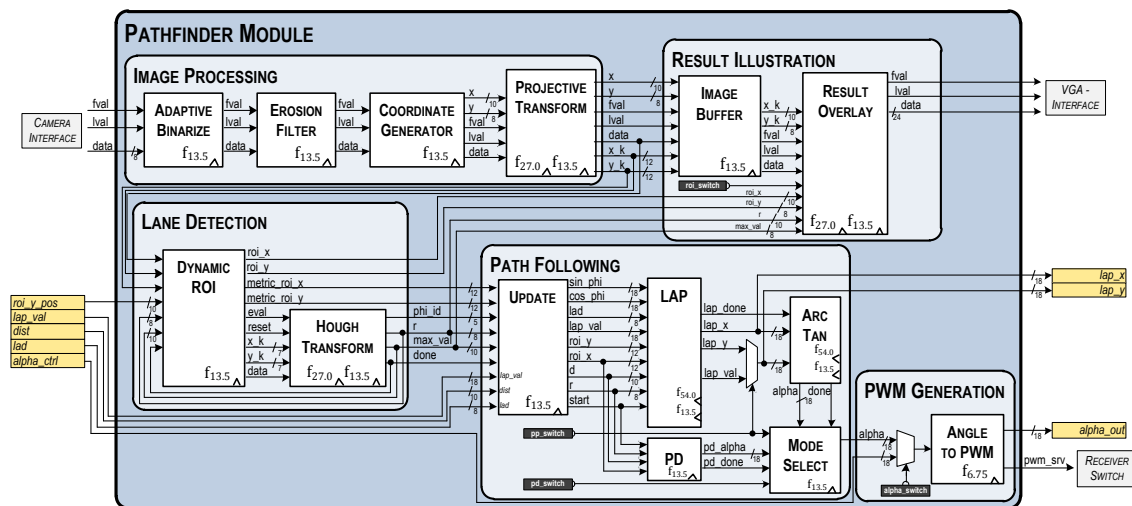 PATHFINDER MODULE
IMAGE PROCESSING
CAMERA INTERFACE
fval
lval
data
8
ADAPTIVE BINARIZE
f13.5
fval
lval
data
EROSION FILTER
f13.5
fval
lval
data
COORDINATE GENERATOR
f13.5
x
10
y
8
fval
lval
data
PROJECTIVE TRANSFORM
f27.0 f13.5
x
10
y
8
fval
lval
data
x_k
12
y_k
12
RESULT ILLUSTRATION
IMAGE BUFFER
f13.5
x_k
10
y_k
8
fval
lval
data
roi_switch
roi_x
10
roi_y
8
r
10
max_val
8
RESULT OVERLAY
f27.0 f13.5
fval
lval
data
24
VGA - INTERFACE
LANE DETECTION
DYNAMIC ROI
f13.5
roi_x
roi_y
metric_roi_x
12
metric_roi_y
12
eval
reset
x_k
7
y_k
7
data
10
8
10
HOUGH TRANSFORM
f27.0 f13.5
phi_id
5
r
8
max_val
10
done
roi_y_pos
lap_val
dist
lad
alpha_ctrl
PATH FOLLOWING
UPDATE
lap_val
18
dist
10
lad
8
f13.5
sin_phi
18
cos_phi
18
lad
8
lap_val
18
roi_y
12
roi_x
12
d
10
r
8
start
LAP
f54.0
f13.5
lap_done
lap_x
18
lap_y
18
lap_val
ARC TAN
f54.0
f13.5
alpha
18
done
pp_switch
PD
f13.5
pd_alpha
18
pd_done
pd_switch
MODE SELECT
f13.5
lap_x
18
lap_y
18
PWM GENERATION
alpha
18
18
alpha_switch
ANGLE TO PWM
f6.75
alpha_out
18
pwm_srv
RECEIVER SWITCH